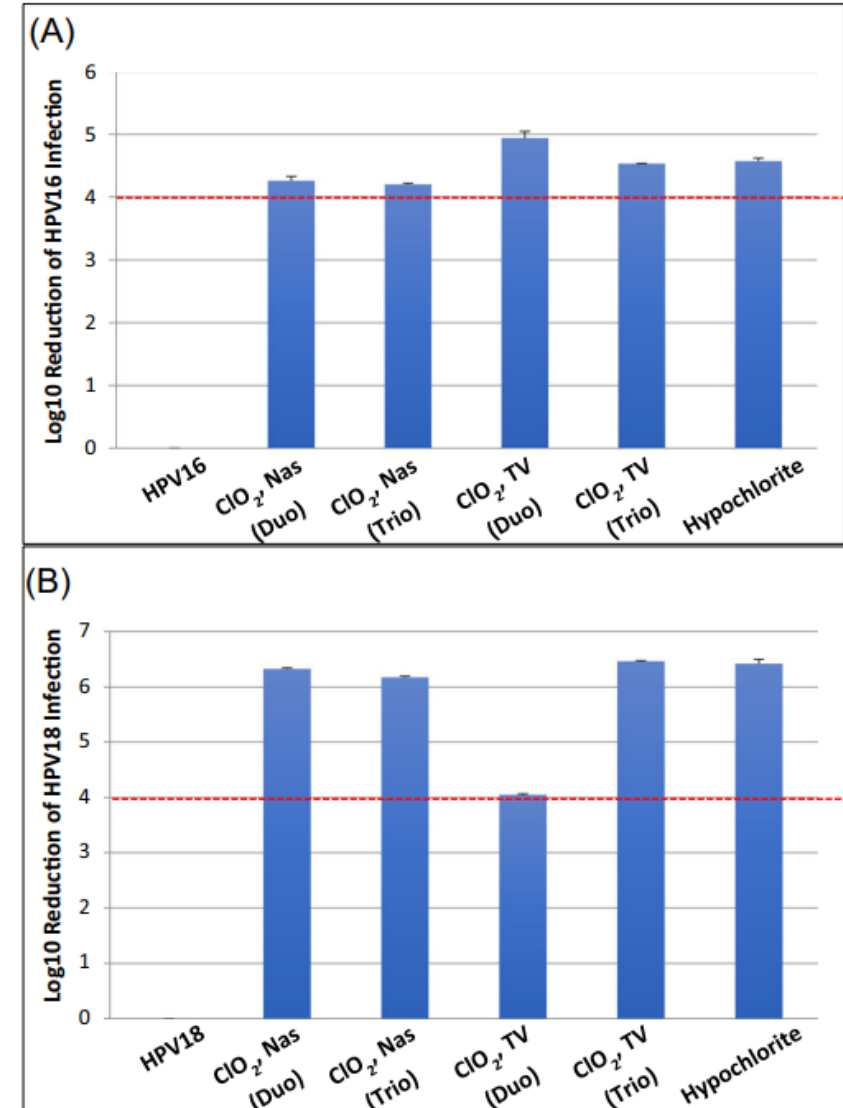 (A)
Log10 Reduction of HPV16 Infection
6
5
4
3
2
1
0
HPV16
ClO2, Nas
(Duo)
ClO2, Nas
(Trio)
ClO2, TV
(Duo)
ClO2, TV
(Trio)
Hypochlorite
(B)
Log10 Reduction of HPV18 Infection
7
6
5
4
3
2
1
0
HPV18
ClO2, Nas
(Duo)
ClO2, Nas
(Trio)
ClO2, TV
(Duo)
ClO2, TV
(Trio)
Hypochlorite